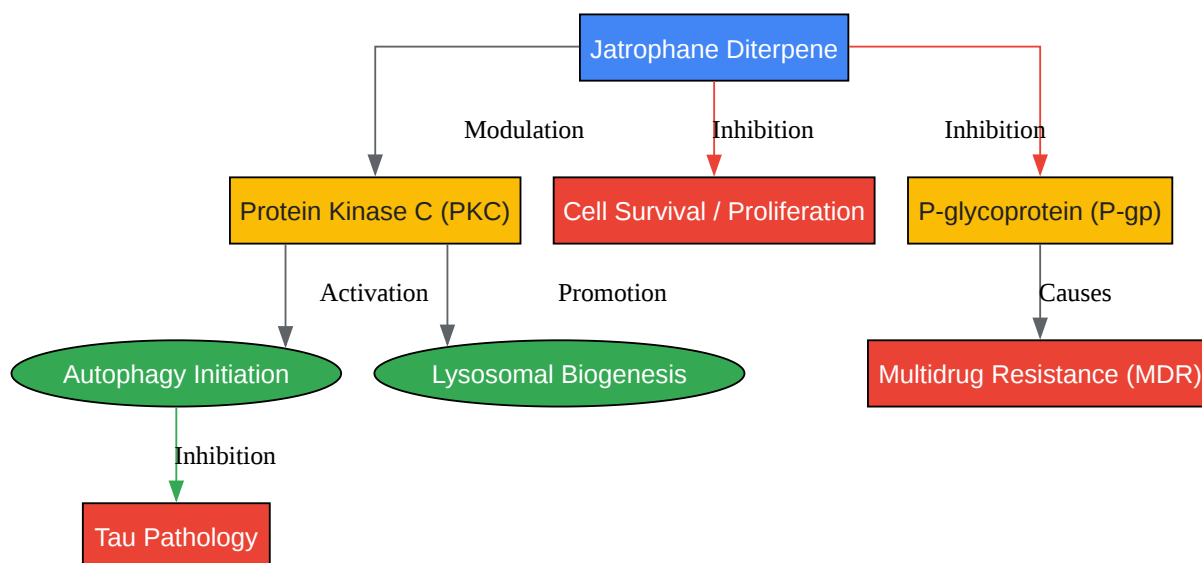 Jatrophane Diterpene
Modulation
Inhibition
Inhibition
Protein Kinase C (PKC)
Cell Survival / Proliferation
P-glycoprotein (P-gp)
Activation
Promotion
Causes
Autophagy Initiation
Lysosomal Biogenesis
Multidrug Resistance (MDR)
Inhibition
Tau Pathology